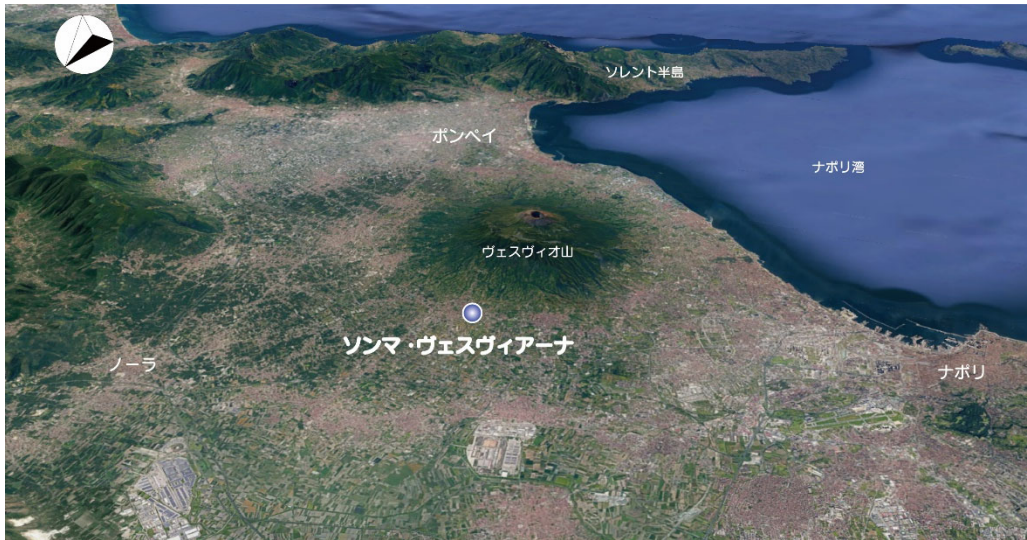 ソレント半島
ポンペイ
ナポリ湾
ヴェスヴィオ山
ソンマ・ヴェスヴィアーナ
ノーラ
ナポリ